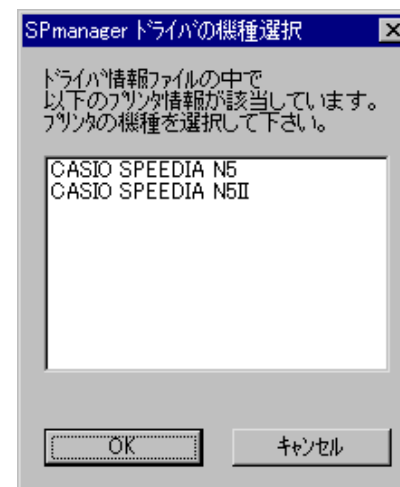 SPmanager ﾄﾞﾗｲﾊﾞの機種選択
ﾄﾞﾗｲﾊﾞ情報ﾌｧｲﾙの中で
以下のﾌﾟﾘﾝﾀ情報が該当しています。
ﾌﾟﾘﾝﾀの機種を選択して下さい。
CASIO SPEEDIA N5
CASIO SPEEDIA N5Ⅱ
OK
ｷｬﾝｾﾙ